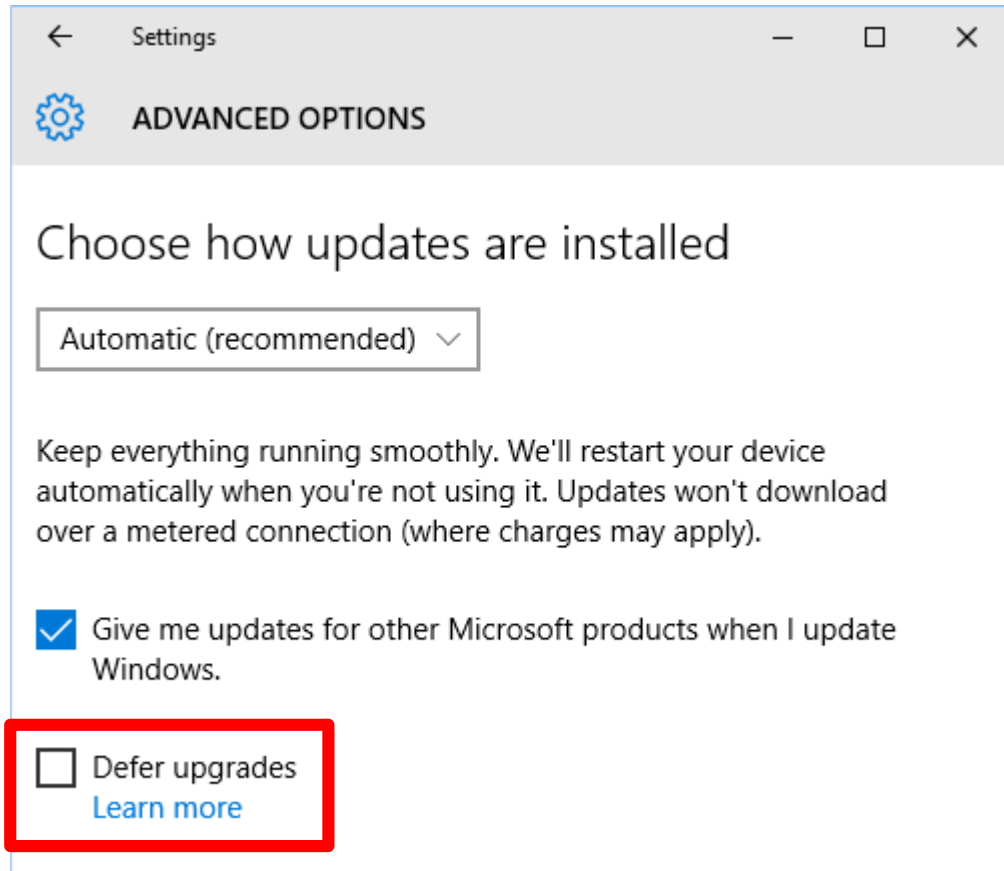 Settings
ADVANCED OPTIONS
Choose how updates are installed
Automatic (recommended)
Keep everything running smoothly. We'll restart your device
automatically when you're not using it. Updates won't download
over a metered connection (where charges may apply).
Give me updates for other Microsoft products when I update
Windows.
Defer upgrades
Learn more